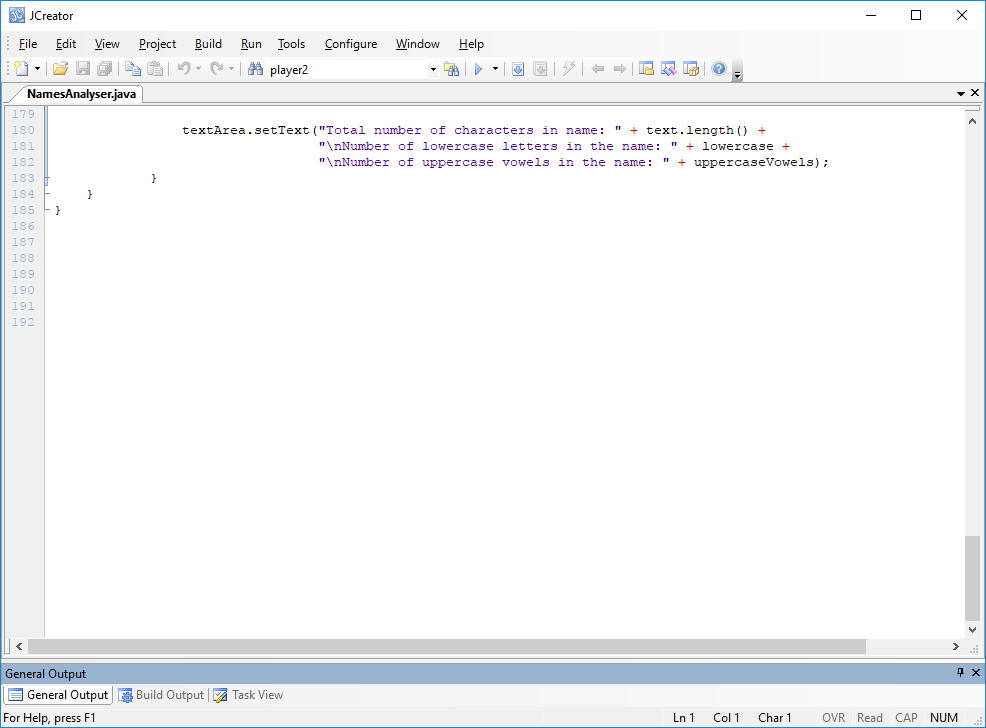 JCreator
File Edit View Project Build Run Tools Configure Window Help
player2
NamesAnalyser.java
179
180 textArea.setText("Total number of characters in name: " + text.length() +
181 "\nNumber of lowercase letters in the name: " + lowercase +
182 "\nNumber of uppercase vowels in the name: " + uppercaseVowels);
183 }
184 }
185 }
186
187
188
189
190
191
192
General Output
General Output Build Output Task View
For Help, press F1 Ln 1 Col 1 Char 1 OVR Read CAP NUM